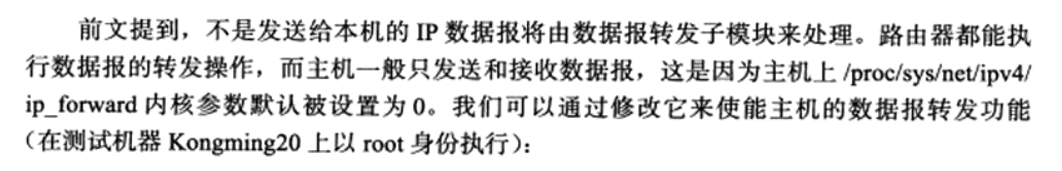 前文提到，不是发送给本机的 IP 数据报将由数据报转发子模块来处理。路由器都能执
行数据报的转发操作，而主机一般只发送和接收数据报，这是因为主机上 /proc/sys/net/ipv4/
ip_forward 内核参数默认被设置为 0。我们可以通过修改它来使能主机的数据报转发功能
（在测试机器 Kongming20 上以 root 身份执行）：